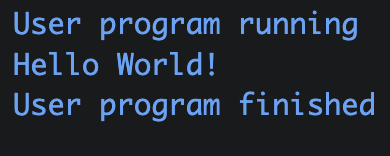 User program running
Hello World!
User program finished